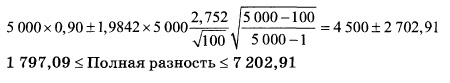 5 000 × 0,90 ± 1,9842 × 5 000 2,752/√100 √((5 000 − 100)/(5 000 − 1)) = 4 500 ± 2 702,91
1 797,09 ≤ Полная разность ≤ 7 202,91